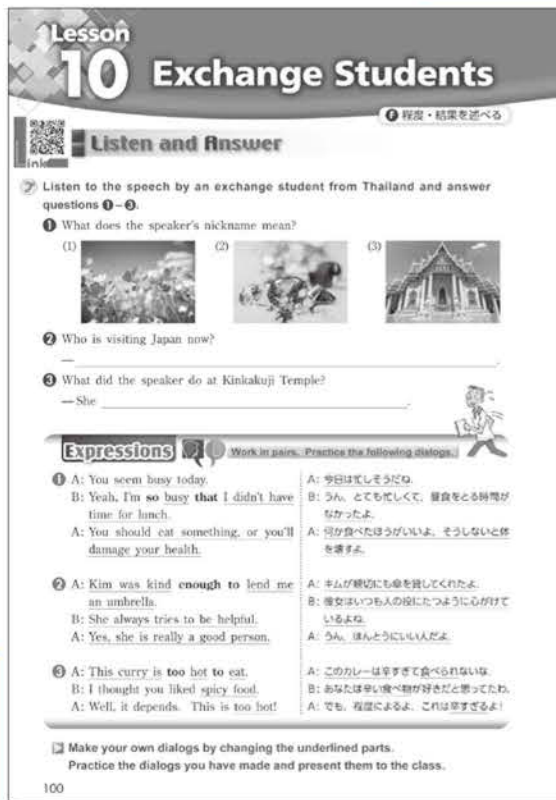 Lesson
10 Exchange Students
F 程度・結果を述べる
Link
Listen and Answer
Listen to the speech by an exchange student from Thailand and answer
questions ❶–❸.
❶ What does the speaker's nickname mean?
(1) (2) (3)
❷ Who is visiting Japan now?
— .
❸ What did the speaker do at Kinkakuji Temple?
— She .
Expressions Work in pairs. Practice the following dialogs.
❶ A: You seem busy today.
B: Yeah, I'm so busy that I didn't have
time for lunch.
A: You should eat something, or you'll
damage your health.
A: 今日は忙しそうだね.
B: うん, とても忙しくて, 昼食をとる時間が
なかったよ.
A: 何か食べたほうがいいよ, そうしないと体
を壊すよ.
❷ A: Kim was kind enough to lend me
an umbrella.
B: She always tries to be helpful.
A: Yes, she is really a good person.
A: キムが親切にも傘を貸してくれたよ.
B: 彼女はいつも人の役にたつように心がけて
いるよね.
A: うん, ほんとうにいい人だよ.
❸ A: This curry is too hot to eat.
B: I thought you liked spicy food.
A: Well, it depends. This is too hot!
A: このカレーは辛すぎて食べられないな.
B: あなたは辛い食べ物が好きだと思ってたわ.
A: でも, 程度によるよ, これは辛すぎるよ!
Make your own dialogs by changing the underlined parts.
Practice the dialogs you have made and present them to the class.
100